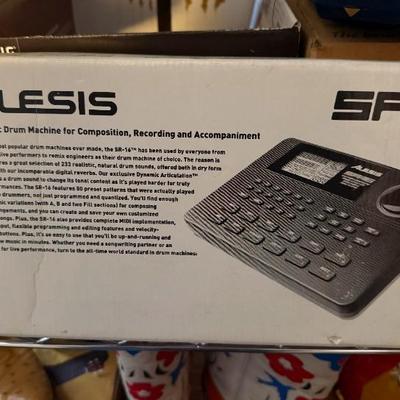 LESIS SR
Drum Machine for Composition, Recording and Accompaniment
popular drum machines ever made, the SR-16™ has been used by everyone from
live performers to remix engineers as their drum machine of choice. The reason is
a great selection of 233 realistic, natural drum sounds, offered both in dry form
with our incomparable digital reverbs. Our exclusive Dynamic Articulation™
a drum sound to change its tonal content as it's played harder for truly
rmances. The SR-16 features 50 preset patterns that were actually played
drummers, not just programmed and quantized. You'll find enough
variations (with A, B and two Fill sections) for composing
ngements, and you can create and save your own customized
songs. Plus, the SR-16 also provides complete MIDI implementation,
put, flexible programming and editing features and velocity-
buttons. Plus, it's so easy to use that you'll be up-and-running and
music in minutes. Whether you need a songwriting partner or an
for live performance, turn to the all-time world standard in drum machines: